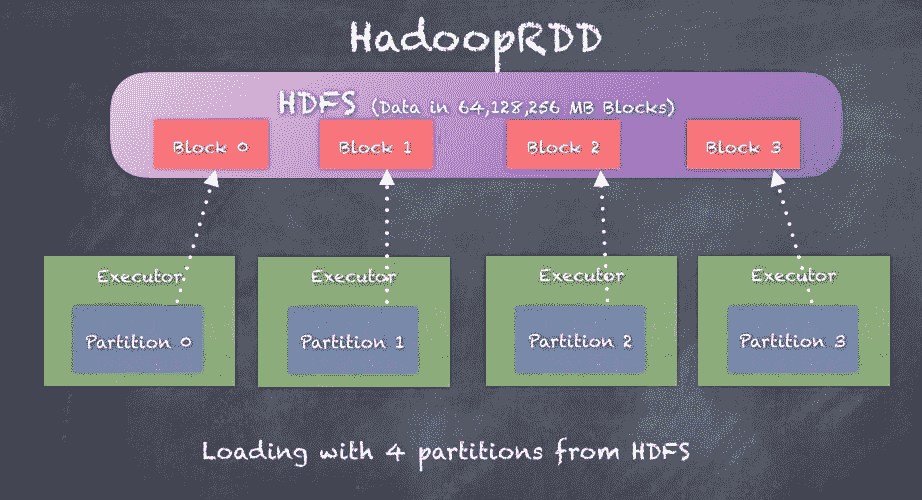 HadoopRDD
HDFS (Data in 64,128,256 MB Blocks)
Block 0 Block 1 Block 2 Block 3
Executor Executor Executor Executor
Partition 0 Partition 1 Partition 2 Partition 3
Loading with 4 partitions from HDFS